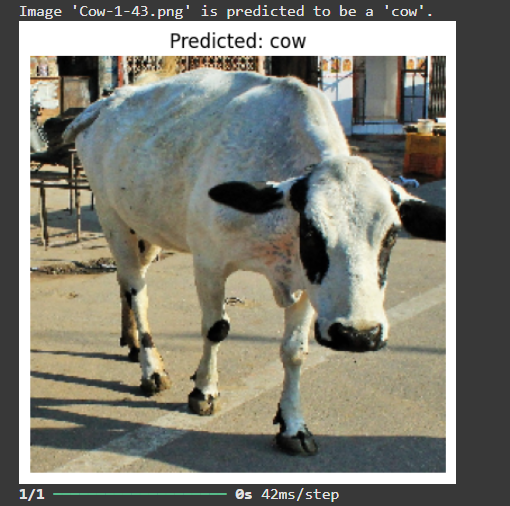 Image 'Cow-1-43.png' is predicted to be a 'cow'.
Predicted: cow
1/1 ━━━━━━━━━━━━━━━━━━━━ 0s 42ms/step